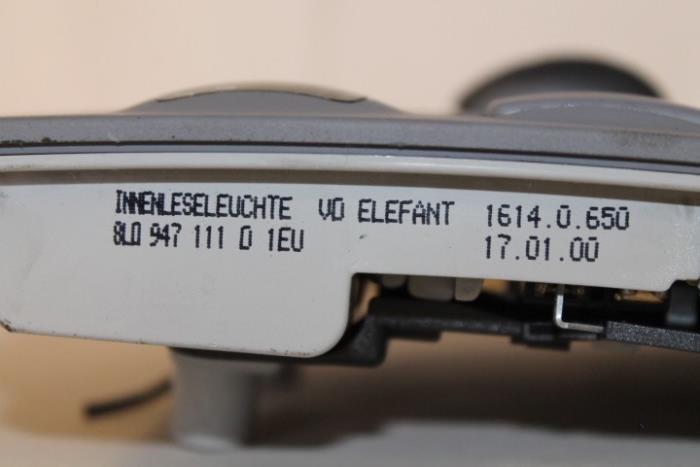 INNENLESELEUCHTE VO ELEFANT 1614.0.650
8L0 947 111 D 1EU 17.01.00